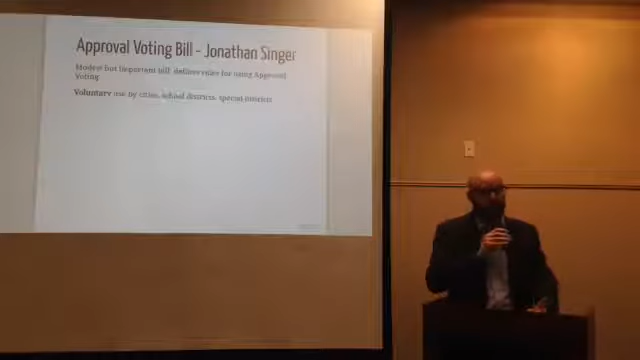 Approval Voting Bill - Jonathan Singer
Modest but important bill, deliver rules for using Approval
Voting
Voluntary use by cities, school districts, special districts